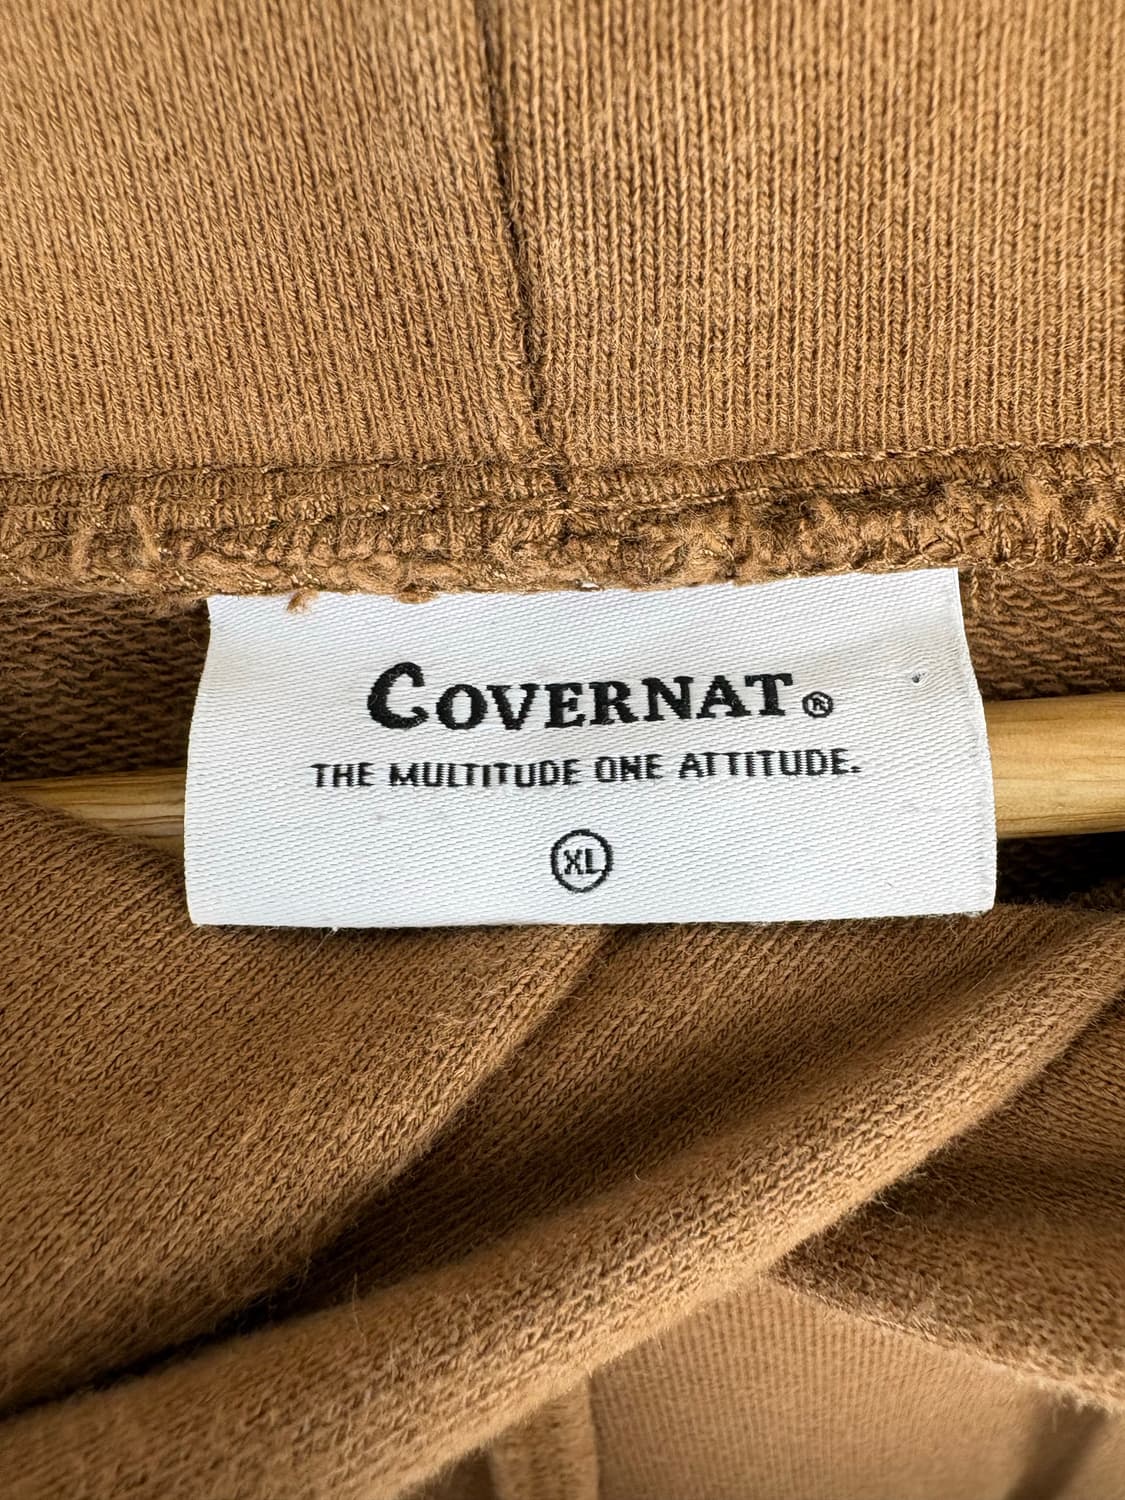 COVERNAT®
THE MULTITUDE ONE ATTITUDE.
XL